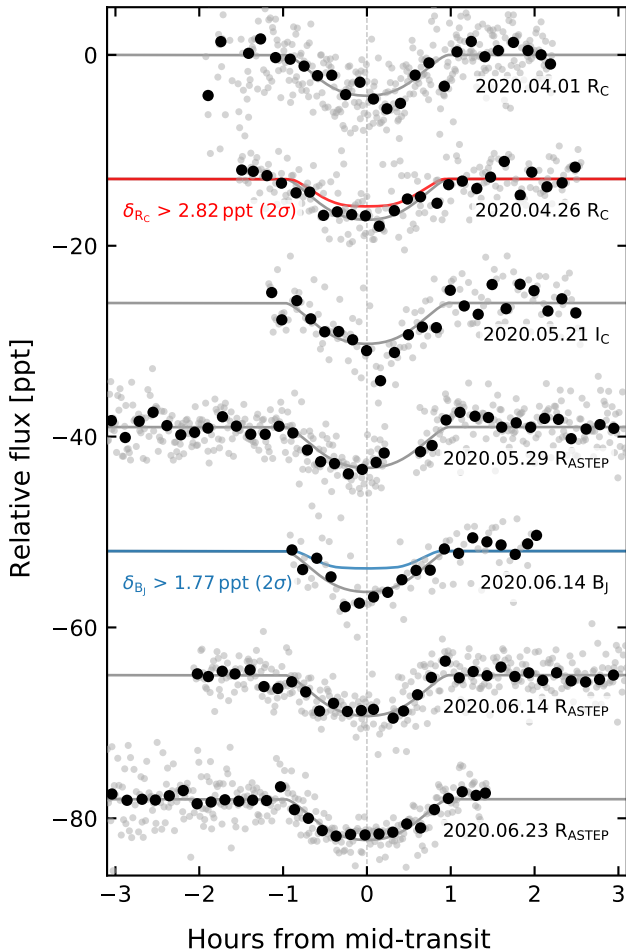 0
2020.04.01 R_C
δ_R_C > 2.82 ppt (2σ)
2020.04.26 R_C
−20
2020.05.21 I_C
−40
2020.05.29 R_ASTEP
Relative flux [ppt]
δ_B_J > 1.77 ppt (2σ)
2020.06.14 B_J
−60
2020.06.14 R_ASTEP
−80
2020.06.23 R_ASTEP
−3 −2 −1 0 1 2 3
Hours from mid-transit